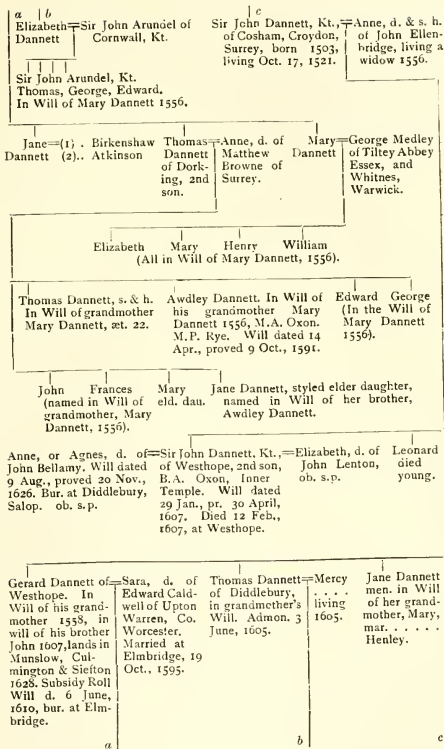 a | b
Elizabeth=Sir John Arundel of
Dannett Cornwall, Kt.
c
Sir John Dannett, Kt.,=Anne, d. & s. h.
of Cosham, Croydon, of John Ellen-
Surrey, born 1503, bridge, living a
living Oct. 17, 1521. widow 1556.
Sir John Arundel, Kt.
Thomas, George, Edward.
In Will of Mary Dannett 1556.
Jane=(1) . Birkenshaw
Dannett (2).. Atkinson
Thomas=Anne, d. of
Dannett Matthew
of Dork- Browne of
ing, 2nd Surrey.
son.
Mary=George Medley
Dannett of Tiltey Abbey
Essex, and
Whitnes,
Warwick.
Elizabeth Mary Henry William
(All in Will of Mary Dannett, 1556).
Thomas Dannett, s. & h.
In Will of grandmother
Mary Dannett, æt. 22.
Awdley Dannett. In Will of
his grandmother Mary
Dannett 1556, M.A. Oxon.
M.P. Rye. Will dated 14
Apr., proved 9 Oct., 1591.
Edward George
(In the Will of
Mary Dannett
1556).
John Frances
(named in Will of
grandmother, Mary
Dannett, 1556).
Mary
eld. dau.
Jane Dannett, styled elder daughter,
named in Will of her brother,
Awdley Dannett.
Anne, or Agnes, d. of=Sir John Dannett, Kt.,=Elizabeth, d. of
John Bellamy. Will dated of Westhope, 2nd son, John Lenton,
9 Aug., proved 20 Nov., B.A. Oxon, Inner ob. s.p.
1626. Bur. at Diddlebury, Temple. Will dated
Salop. ob. s.p. 29 Jan., pr. 30 April,
1607. Died 12 Feb.,
1607, at Westhope.
Leonard
died
young.
Gerard Dannett of=Sara, d. of
Westhope. In Edward Cald-
Will of his grand- well of Upton
mother 1558, in Warren, Co.
will of his brother Worcester.
John 1607, lands in Married at
Munslow, Cul- Elmbridge, 19
mington & Siefton Oct., 1595.
1628. Subsidy Roll
Will d. 6 June,
1610, bur. at Elm-
bridge.
Thomas Dannett=Mercy
of Diddlebury, . . . .
in grandmother's living
Will. Admon. 3 1605.
June, 1605.
Jane Dannett
men. in Will
of her grand-
mother, Mary,
mar. . . . . .
Henley.
a b c